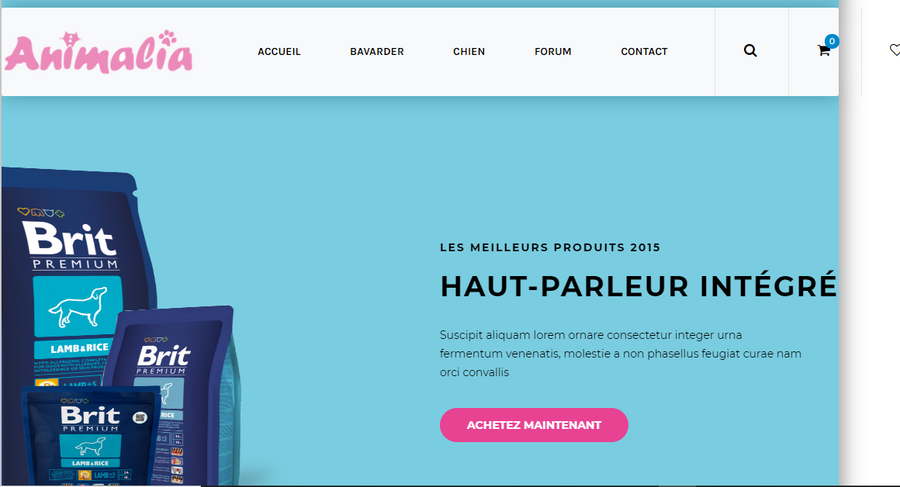 Animalia
ACCUEIL
BAVARDER
CHIEN
FORUM
CONTACT
0
LES MEILLEURS PRODUITS 2015
HAUT-PARLEUR INTÉGRÉ
Suscipit aliquam lorem ornare consectetur integer urna
fermentum venenatis, molestie a non phasellus feugiat curae nam
orci convallis
ACHETEZ MAINTENANT
Brit
PREMIUM
LAMB&RICE
Brit
PREMIUM
RICE
Brit
PREMIUM
LAMB&RICE